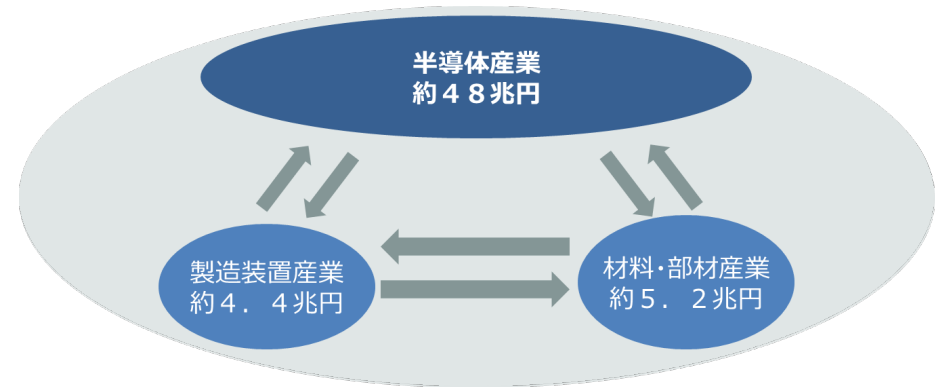 半導体産業
約４８兆円
製造装置産業
約４．４兆円
材料・部材産業
約５．２兆円